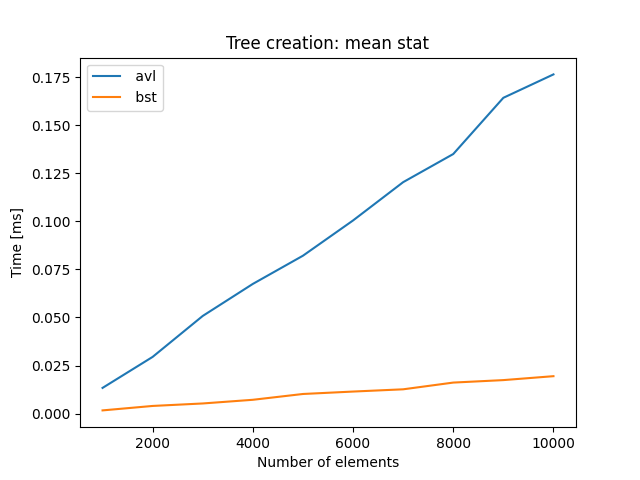 Tree creation: mean stat
avl
bst
0.175
0.150
0.125
0.100
0.075
0.050
0.025
0.000
Time [ms]
2000 4000 6000 8000 10000
Number of elements